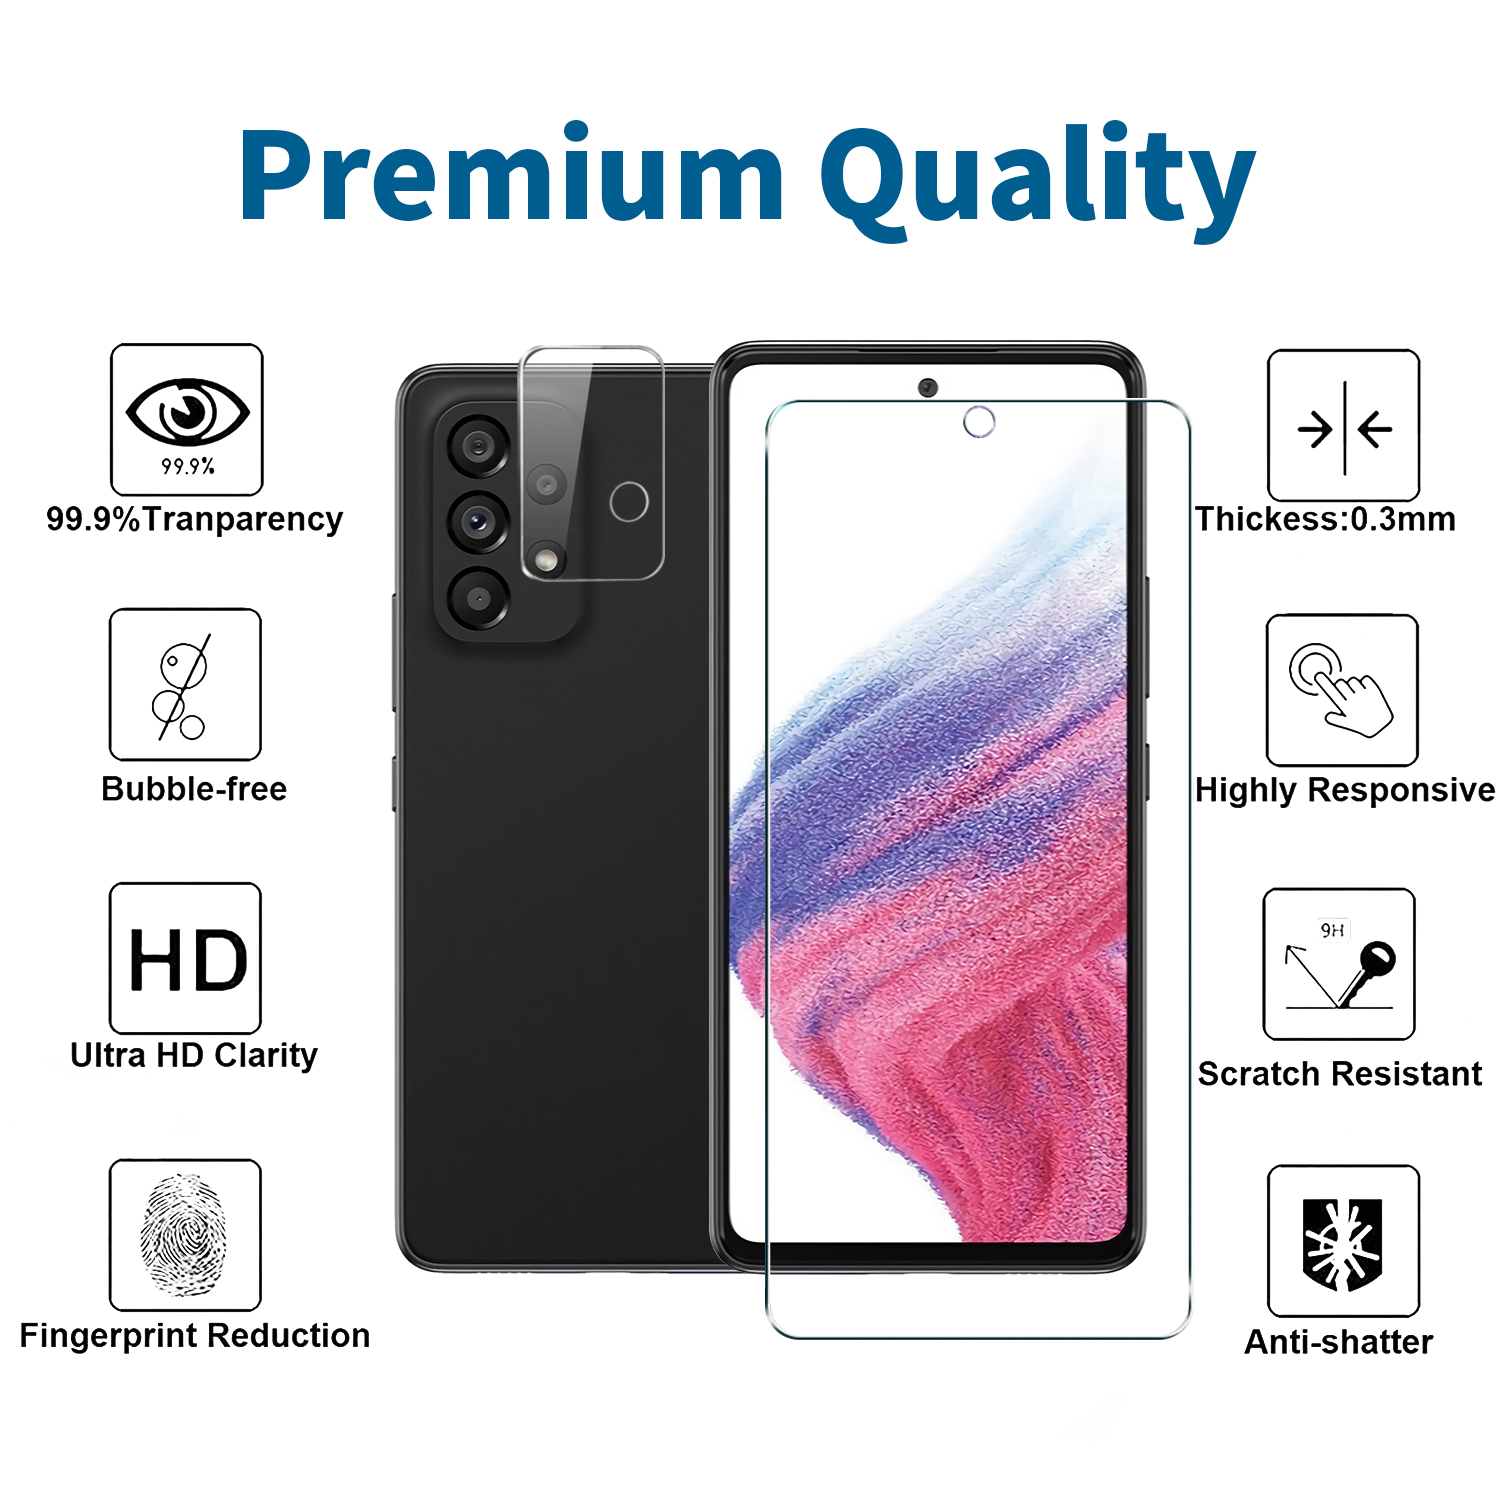 Premium Quality
99.9%
99.9%Tranparency
Thickess:0.3mm
Bubble-free
Highly Responsive
HD
Ultra HD Clarity
9H
Scratch Resistant
Fingerprint Reduction
Anti-shatter